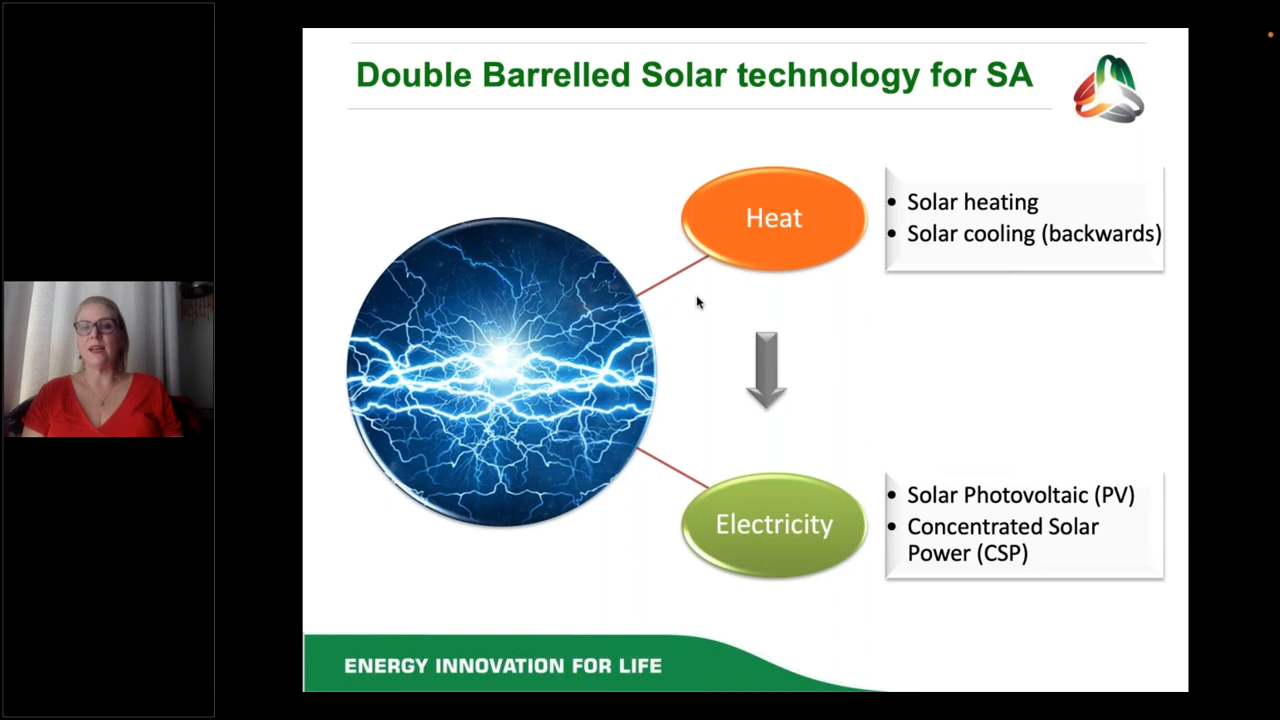 Double Barrelled Solar technology for SA
Heat
• Solar heating
• Solar cooling (backwards)
Electricity
• Solar Photovoltaic (PV)
• Concentrated Solar
Power (CSP)
ENERGY INNOVATION FOR LIFE